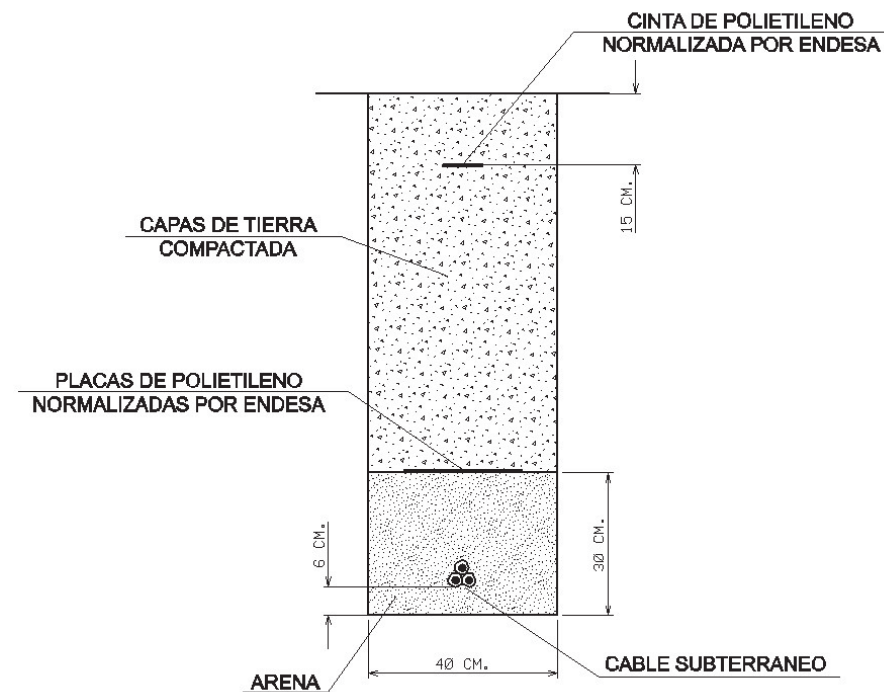 CINTA DE POLIETILENO
NORMALIZADA POR ENDESA
15 CM.
CAPAS DE TIERRA
COMPACTADA
PLACAS DE POLIETILENO
NORMALIZADAS POR ENDESA
6 CM.
30 CM.
40 CM.
CABLE SUBTERRANEO
ARENA